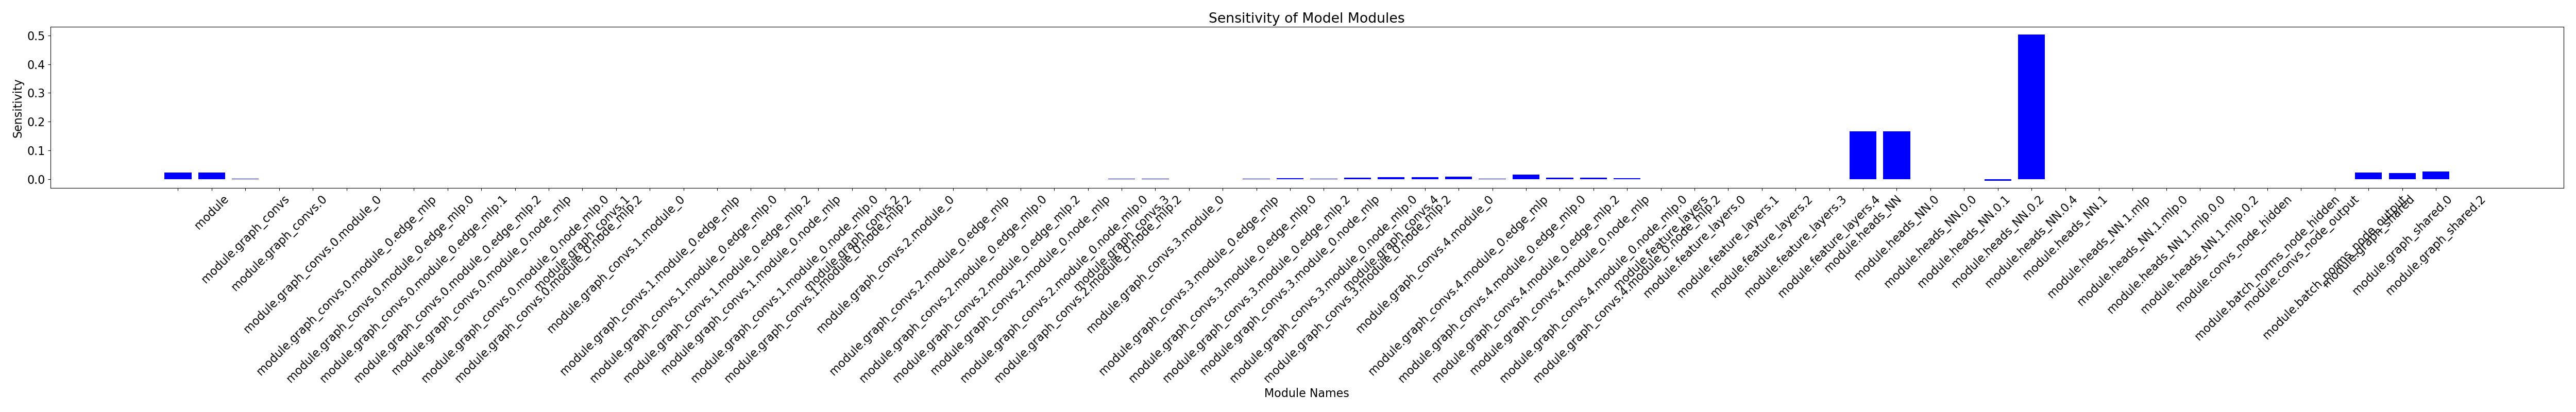 Sensitivity of Model Modules
Sensitivity
0.5
0.4
0.3
0.2
0.1
0.0
module
module.graph_convs
module.graph_convs.0
module.graph_convs.0.module_0
module.graph_convs.0.module_0.edge_mlp
module.graph_convs.0.module_0.edge_mlp.0
module.graph_convs.0.module_0.edge_mlp.1
module.graph_convs.0.module_0.edge_mlp.2
module.graph_convs.0.module_0.node_mlp
module.graph_convs.0.module_0.node_mlp.0
module.graph_convs.0.module_0.node_mlp.2
module.graph_convs.1
module.graph_convs.1.module_0
module.graph_convs.1.module_0.edge_mlp
module.graph_convs.1.module_0.edge_mlp.0
module.graph_convs.1.module_0.edge_mlp.2
module.graph_convs.1.module_0.node_mlp
module.graph_convs.1.module_0.node_mlp.0
module.graph_convs.1.module_0.node_mlp.2
module.graph_convs.2
module.graph_convs.2.module_0
module.graph_convs.2.module_0.edge_mlp
module.graph_convs.2.module_0.edge_mlp.0
module.graph_convs.2.module_0.edge_mlp.2
module.graph_convs.2.module_0.node_mlp
module.graph_convs.2.module_0.node_mlp.0
module.graph_convs.2.module_0.node_mlp.2
module.graph_convs.3
module.graph_convs.3.module_0
module.graph_convs.3.module_0.edge_mlp
module.graph_convs.3.module_0.edge_mlp.0
module.graph_convs.3.module_0.edge_mlp.2
module.graph_convs.3.module_0.node_mlp
module.graph_convs.3.module_0.node_mlp.0
module.graph_convs.3.module_0.node_mlp.2
module.graph_convs.4
module.graph_convs.4.module_0
module.graph_convs.4.module_0.edge_mlp
module.graph_convs.4.module_0.edge_mlp.0
module.graph_convs.4.module_0.edge_mlp.2
module.graph_convs.4.module_0.node_mlp
module.graph_convs.4.module_0.node_mlp.0
module.graph_convs.4.module_0.node_mlp.2
module.feature_layers
module.feature_layers.0
module.feature_layers.1
module.feature_layers.2
module.feature_layers.3
module.feature_layers.4
module.heads_NN
module.heads_NN.0
module.heads_NN.0.0
module.heads_NN.0.1
module.heads_NN.0.2
module.heads_NN.0.4
module.heads_NN.1
module.heads_NN.1.mlp
module.heads_NN.1.mlp.0
module.heads_NN.1.mlp.0.0
module.heads_NN.1.mlp.0.2
module.convs_node_hidden
module.batch_norms_node_hidden
module.convs_node_output
module.batch_norms_node_output
module.graph_shared
module.graph_shared.0
module.graph_shared.2
Module Names